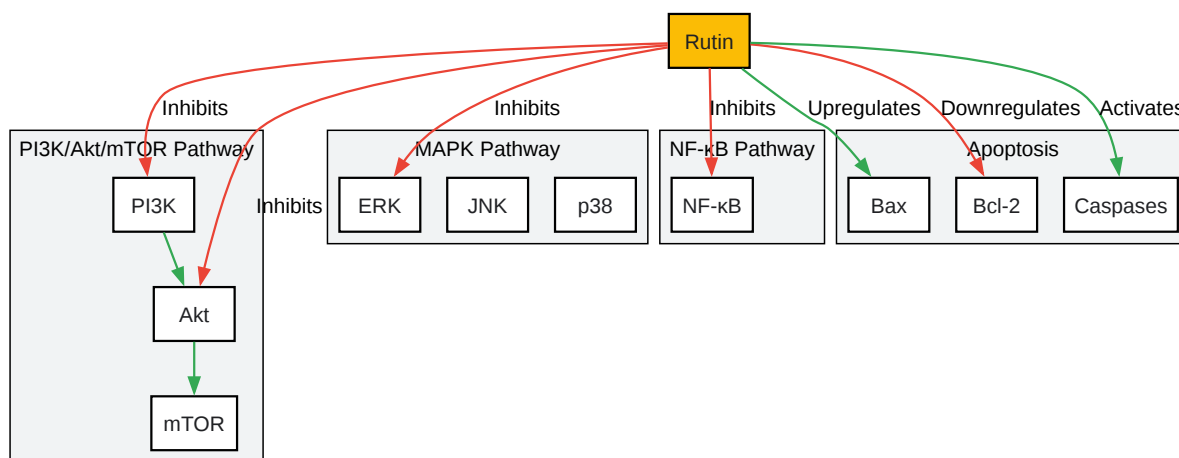 Rutin
Inhibits
Inhibits
Inhibits
Upregulates
Downregulates
Activates
PI3K/Akt/mTOR Pathway
MAPK Pathway
NF-κB Pathway
Apoptosis
PI3K
Inhibits
ERK
JNK
p38
NF-κB
Bax
Bcl-2
Caspases
Akt
mTOR